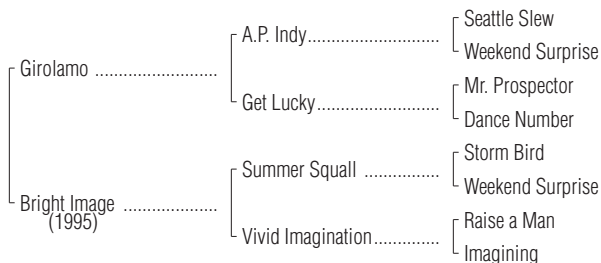 Seattle Slew
A.P. Indy
Weekend Surprise
Girolamo
Mr. Prospector
Get Lucky
Dance Number
Storm Bird
Summer Squall
Weekend Surprise
Bright Image
(1995)
Raise a Man
Vivid Imagination
Imagining